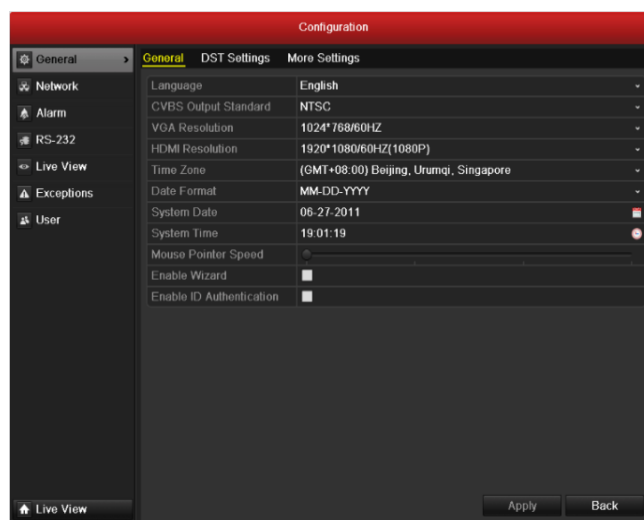 Configuration
General
Network
Alarm
RS-232
Live View
Exceptions
User
Live View
General DST Settings More Settings
Language English
CVBS Output Standard NTSC
VGA Resolution 1024*768/60HZ
HDMI Resolution 1920*1080/60HZ(1080P)
Time Zone (GMT+08:00) Beijing, Urumqi, Singapore
Date Format MM-DD-YYYY
System Date 06-27-2011
System Time 19:01:19
Mouse Pointer Speed
Enable Wizard
Enable ID Authentication
Apply Back